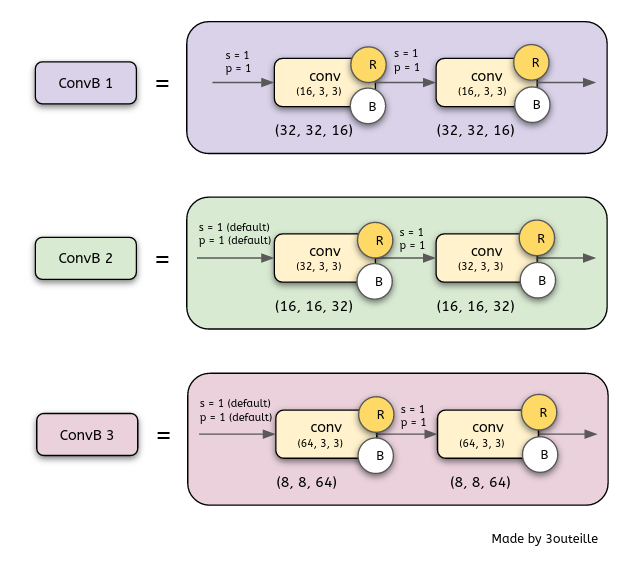 ConvB 1
=
s = 1
p = 1
conv
(16, 3, 3)
R
B
(32, 32, 16)
s = 1
p = 1
conv
(16,, 3, 3)
R
B
(32, 32, 16)
ConvB 2
=
s = 1 (default)
p = 1 (default)
conv
(32, 3, 3)
R
B
(16, 16, 32)
s = 1
p = 1
conv
(32, 3, 3)
R
B
(16, 16, 32)
ConvB 3
=
s = 1 (default)
p = 1 (default)
conv
(64, 3, 3)
R
B
(8, 8, 64)
s = 1
p = 1
conv
(64, 3, 3)
R
B
(8, 8, 64)
Made by 3outeille